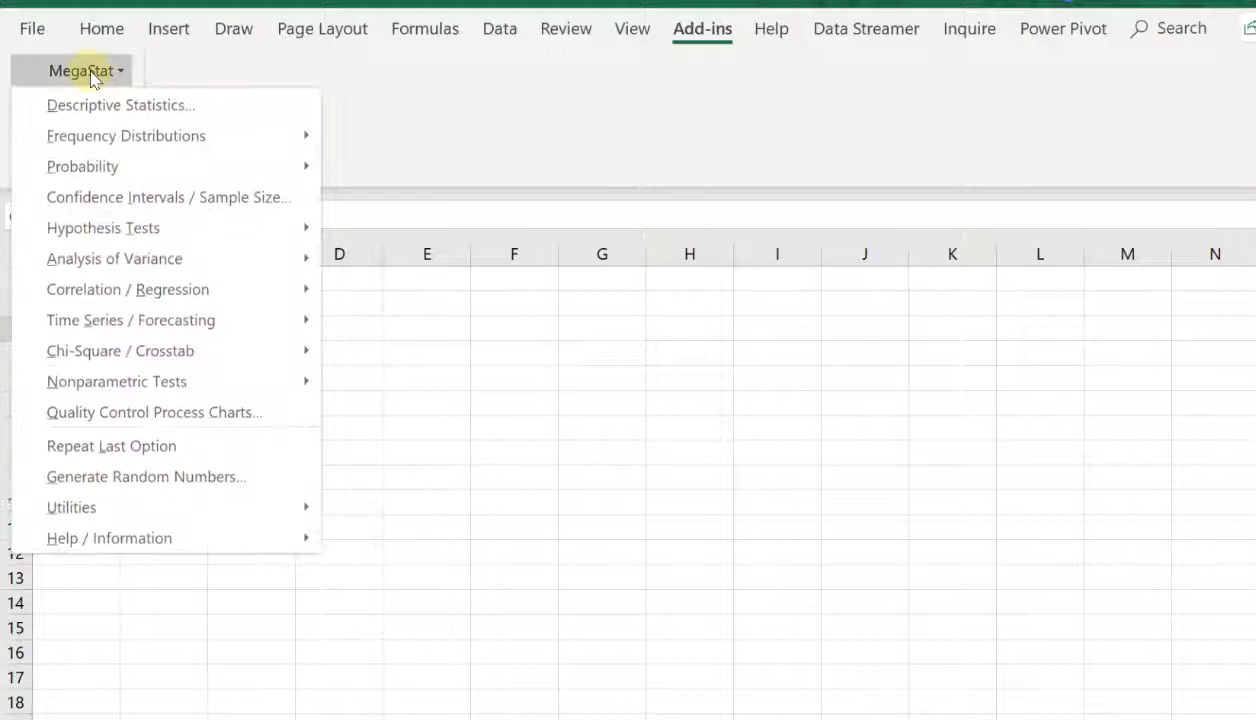 File Home Insert Draw Page Layout Formulas Data Review View Add-ins Help Data Streamer Inquire Power Pivot Search
MegaStat
Descriptive Statistics...
Frequency Distributions
Probability
Confidence Intervals / Sample Size...
Hypothesis Tests
Analysis of Variance
Correlation / Regression
Time Series / Forecasting
Chi-Square / Crosstab
Nonparametric Tests
Quality Control Process Charts...
Repeat Last Option
Generate Random Numbers...
Utilities
Help / Information
D E F G H I J K L M N
12
13
14
15
16
17
18